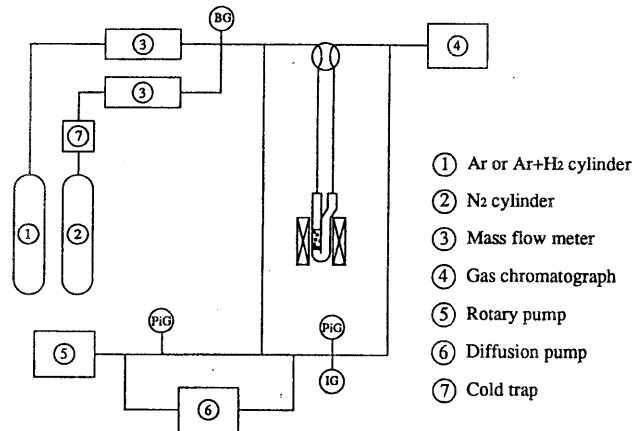 BG
③
④
③
⑦
① Ar or Ar+H2 cylinder
② N2 cylinder
① ②
③ Mass flow meter
④ Gas chromatograph
PiG PiG
⑤ Rotary pump
⑤
⑥ Diffusion pump
IG
⑥
⑦ Cold trap